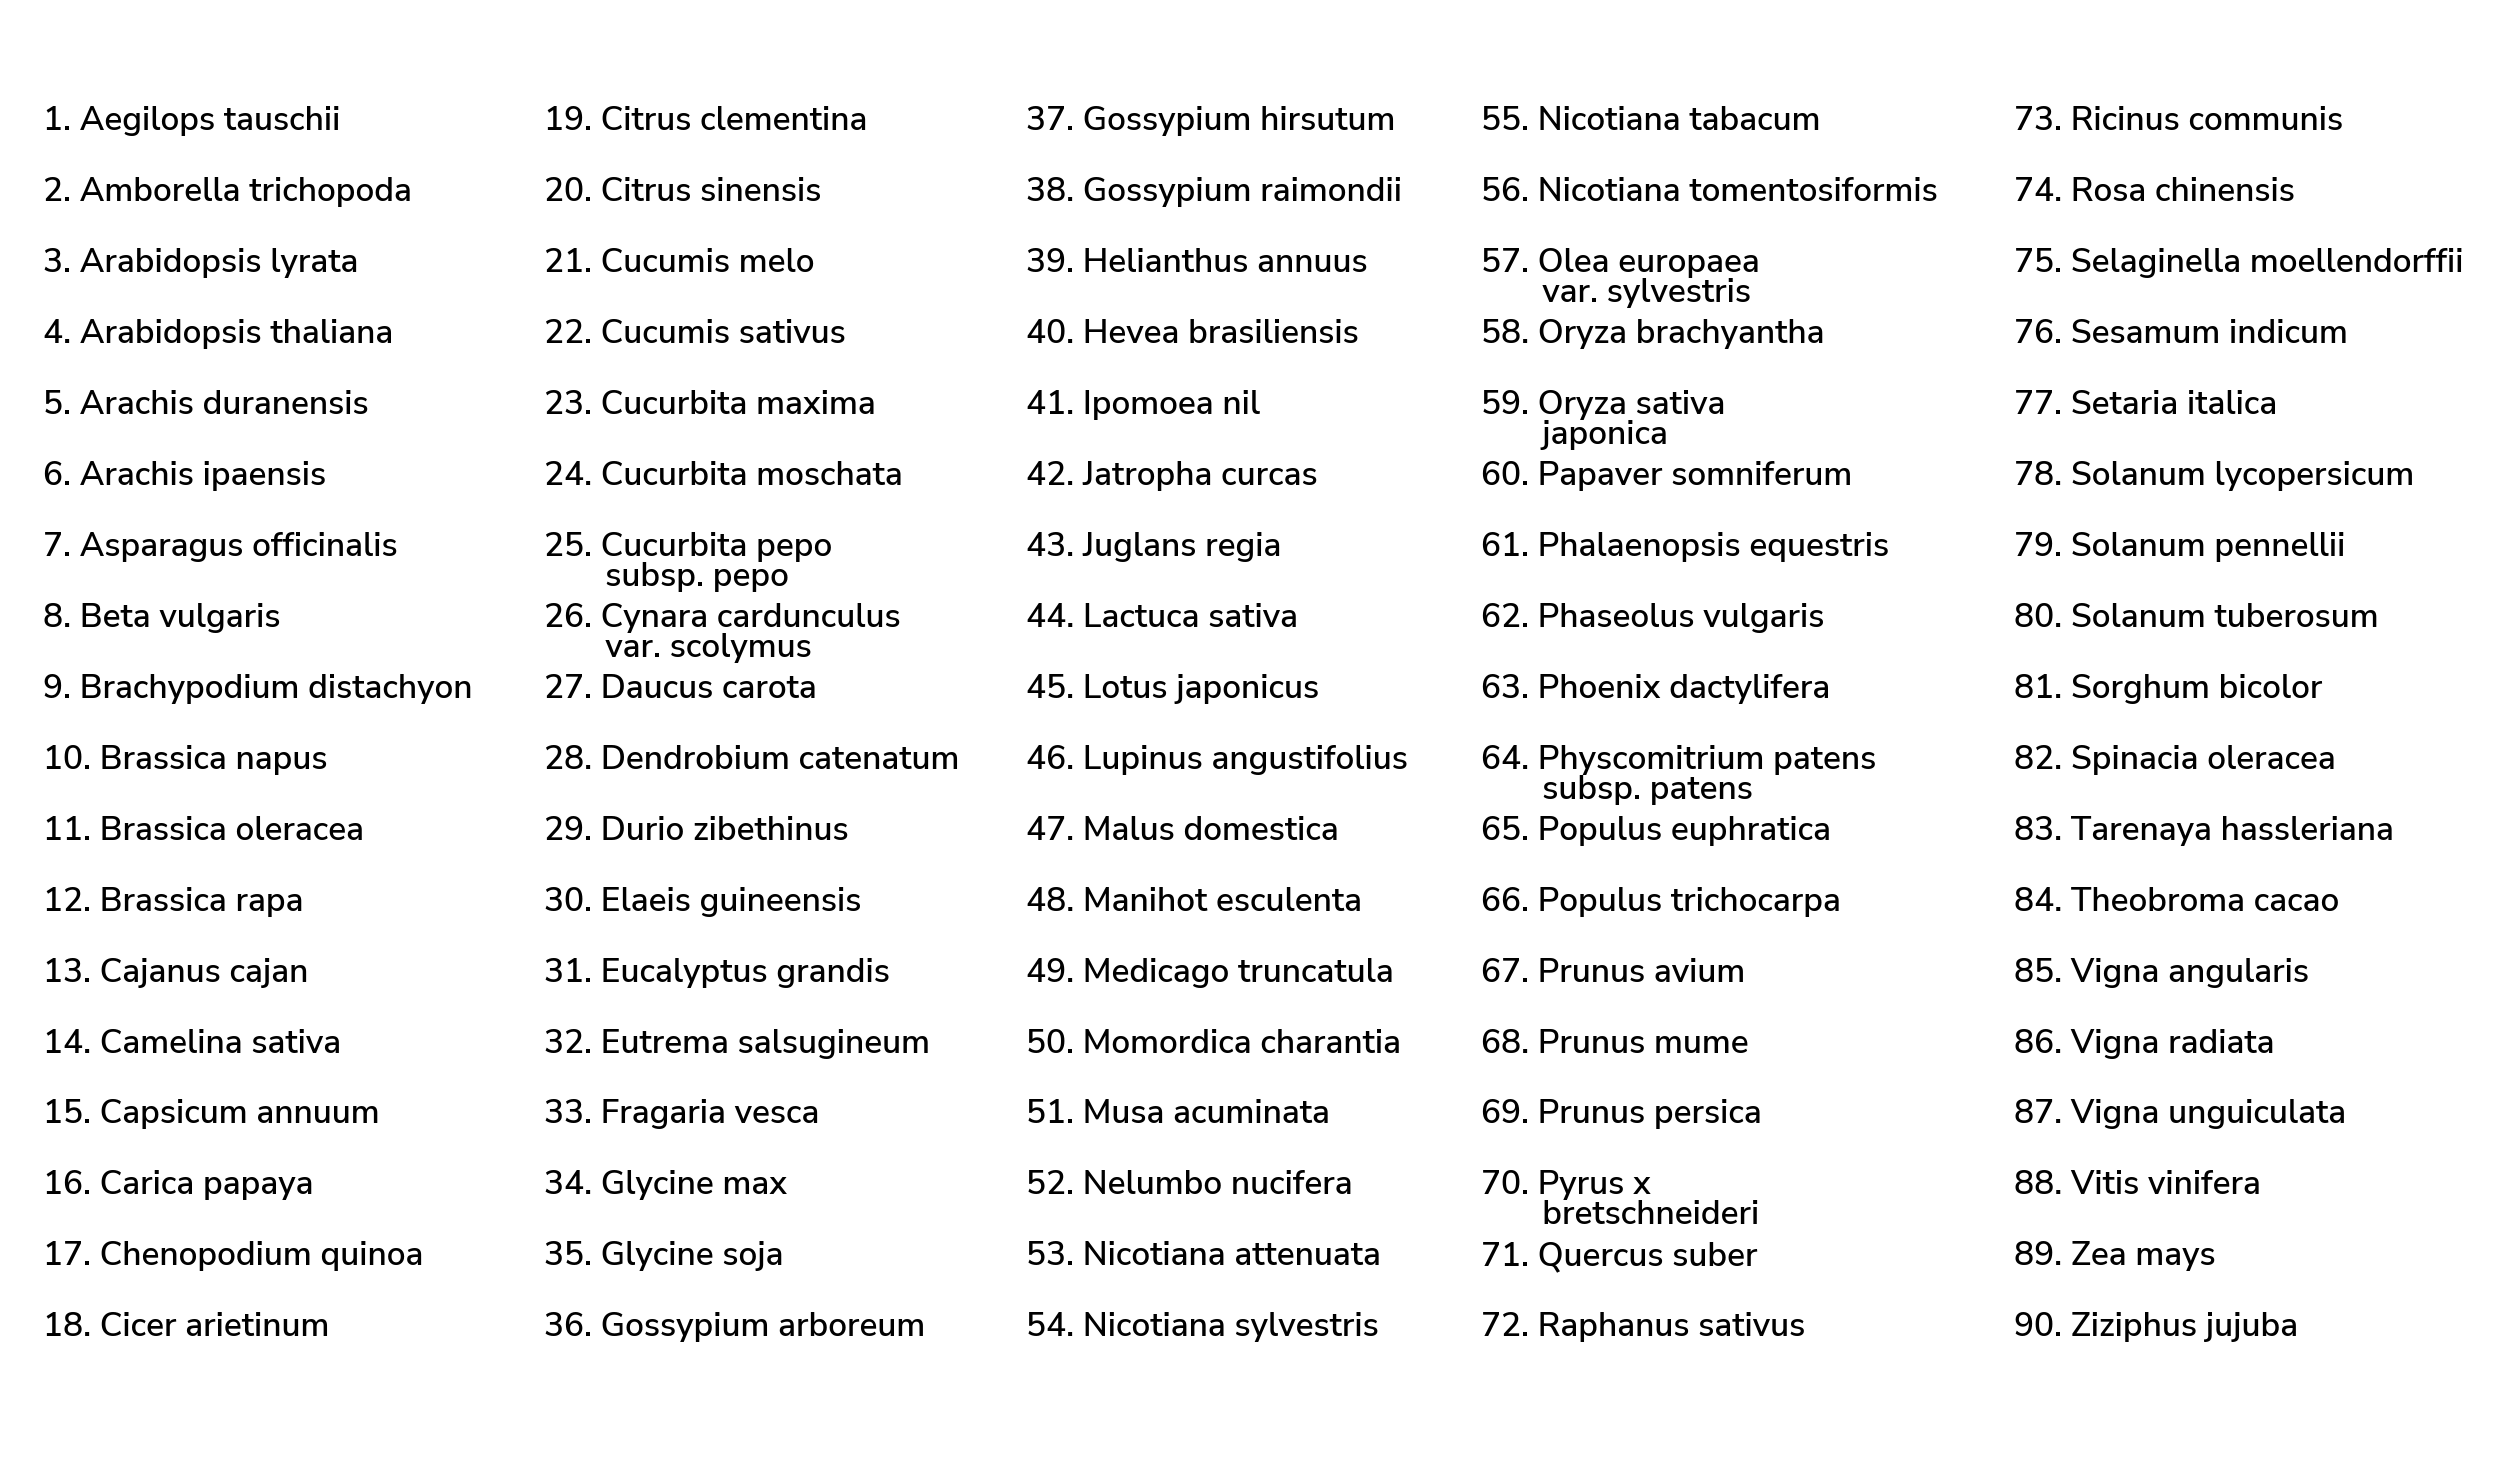 1. Aegilops tauschii
2. Amborella trichopoda
3. Arabidopsis lyrata
4. Arabidopsis thaliana
5. Arachis duranensis
6. Arachis ipaensis
7. Asparagus officinalis
8. Beta vulgaris
9. Brachypodium distachyon
10. Brassica napus
11. Brassica oleracea
12. Brassica rapa
13. Cajanus cajan
14. Camelina sativa
15. Capsicum annuum
16. Carica papaya
17. Chenopodium quinoa
18. Cicer arietinum
19. Citrus clementina
20. Citrus sinensis
21. Cucumis melo
22. Cucumis sativus
23. Cucurbita maxima
24. Cucurbita moschata
25. Cucurbita pepo
subsp. pepo
26. Cynara cardunculus
var. scolymus
27. Daucus carota
28. Dendrobium catenatum
29. Durio zibethinus
30. Elaeis guineensis
31. Eucalyptus grandis
32. Eutrema salsugineum
33. Fragaria vesca
34. Glycine max
35. Glycine soja
36. Gossypium arboreum
37. Gossypium hirsutum
38. Gossypium raimondii
39. Helianthus annuus
40. Hevea brasiliensis
41. Ipomoea nil
42. Jatropha curcas
43. Juglans regia
44. Lactuca sativa
45. Lotus japonicus
46. Lupinus angustifolius
47. Malus domestica
48. Manihot esculenta
49. Medicago truncatula
50. Momordica charantia
51. Musa acuminata
52. Nelumbo nucifera
53. Nicotiana attenuata
54. Nicotiana sylvestris
55. Nicotiana tabacum
56. Nicotiana tomentosiformis
57. Olea europaea
var. sylvestris
58. Oryza brachyantha
59. Oryza sativa
japonica
60. Papaver somniferum
61. Phalaenopsis equestris
62. Phaseolus vulgaris
63. Phoenix dactylifera
64. Physcomitrium patens
subsp. patens
65. Populus euphratica
66. Populus trichocarpa
67. Prunus avium
68. Prunus mume
69. Prunus persica
70. Pyrus x
bretschneideri
71. Quercus suber
72. Raphanus sativus
73. Ricinus communis
74. Rosa chinensis
75. Selaginella moellendorffii
76. Sesamum indicum
77. Setaria italica
78. Solanum lycopersicum
79. Solanum pennellii
80. Solanum tuberosum
81. Sorghum bicolor
82. Spinacia oleracea
83. Tarenaya hassleriana
84. Theobroma cacao
85. Vigna angularis
86. Vigna radiata
87. Vigna unguiculata
88. Vitis vinifera
89. Zea mays
90. Ziziphus jujuba